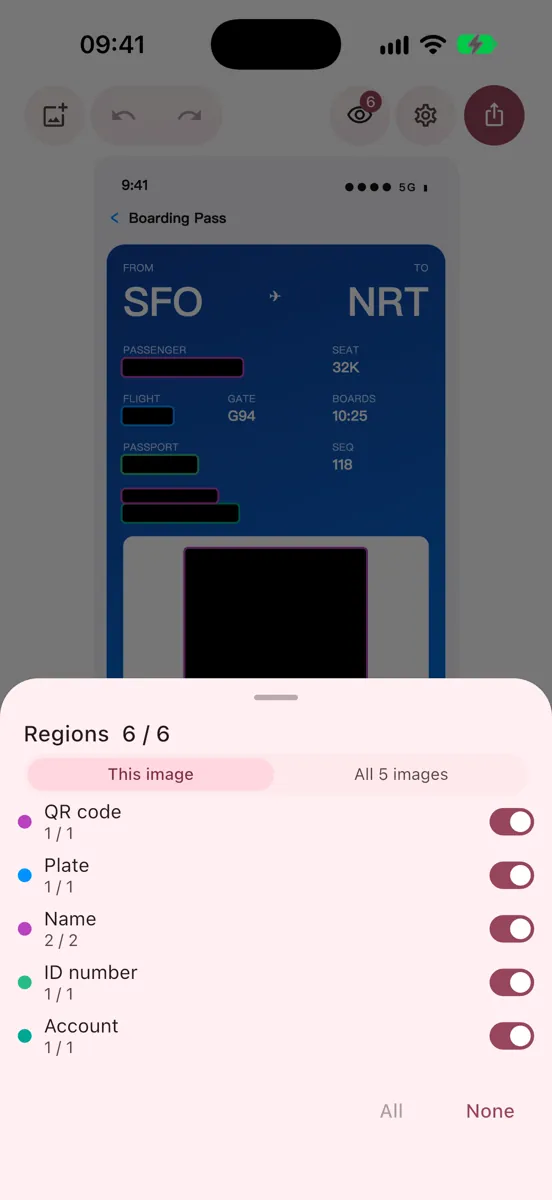 09:41
6
9:41
5G
Boarding Pass
FROM TO
SFO NRT
PASSENGER SEAT
32K
FLIGHT GATE BOARDS
G94 10:25
PASSPORT SEQ
118
Regions 6 / 6
This image All 5 images
QR code
1 / 1
Plate
1 / 1
Name
2 / 2
ID number
1 / 1
Account
1 / 1
All None